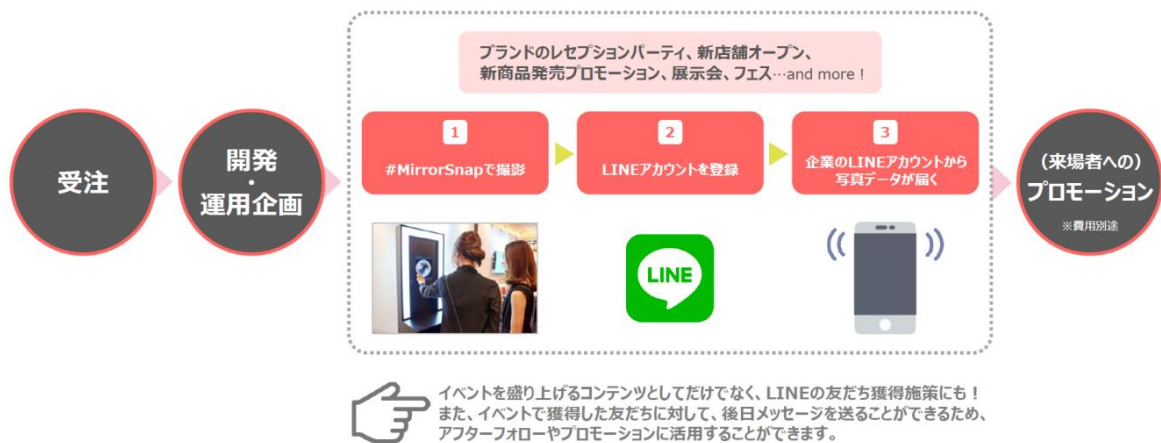 ブランドのレセプションパーティ、新店舗オープン、
新商品発売プロモーション、展示会、フェス…and more！
受注
開発
・
運用企画
1
#MirrorSnapで撮影
2
LINEアカウントを登録
3
企業のLINEアカウントから
写真データが届く
LINE
（来場者への）
プロモーション
※費用別途
イベントを盛り上げるコンテンツとしてだけでなく、LINEの友だち獲得施策にも！
また、イベントで獲得した友だちに対して、後日メッセージを送ることができるため、
アフターフォローやプロモーションに活用することができます。